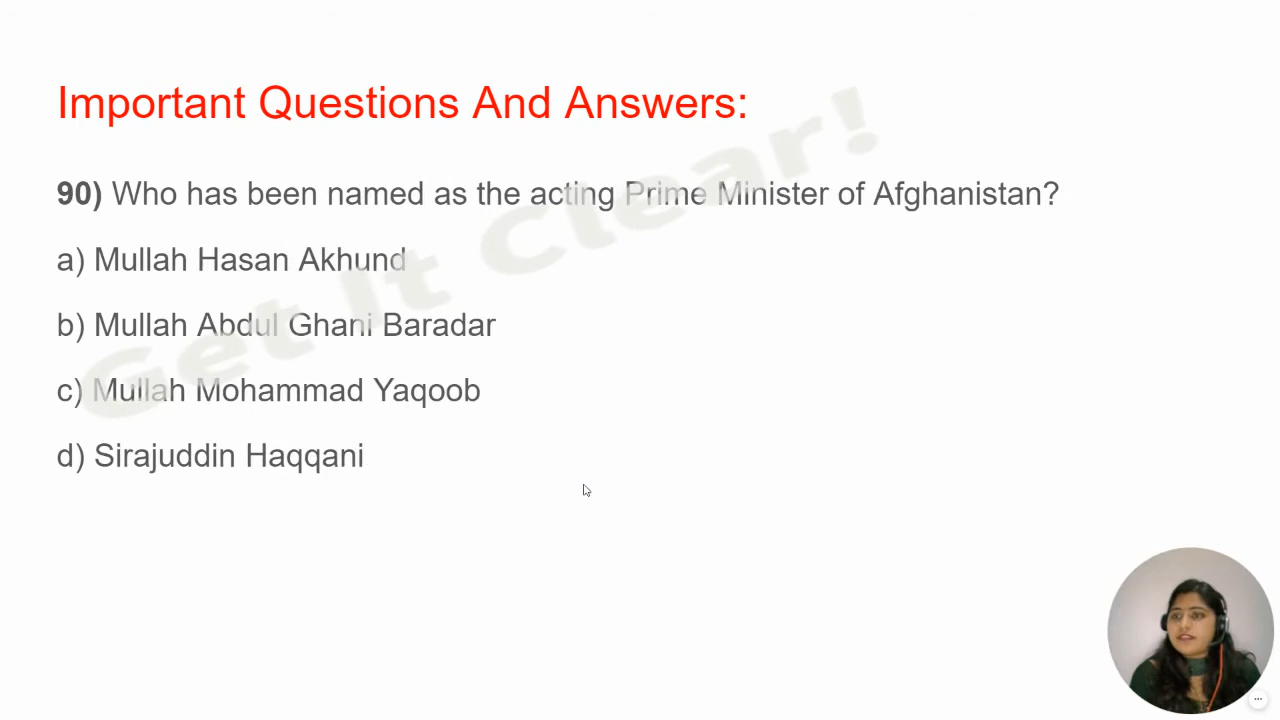 Important Questions And Answers:
90) Who has been named as the acting Prime Minister of Afghanistan?
a) Mullah Hasan Akhund
b) Mullah Abdul Ghani Baradar
c) Mullah Mohammad Yaqoob
d) Sirajuddin Haqqani
Get It Clear!